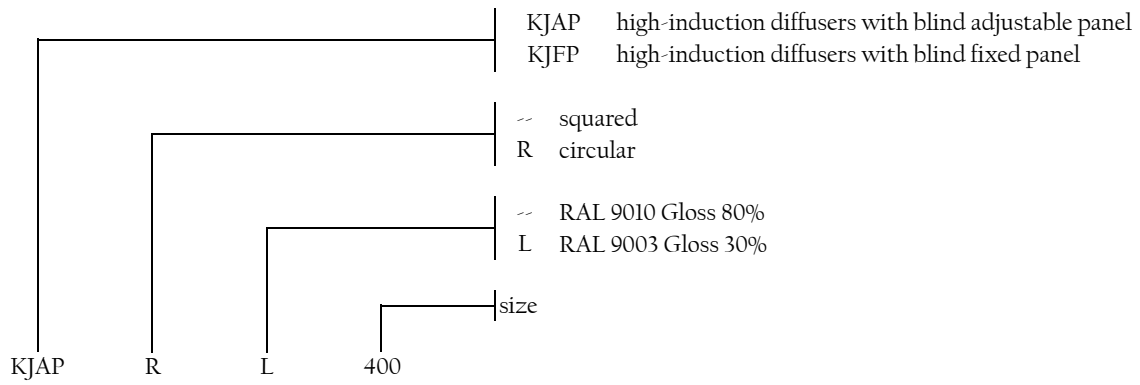 KJAP high-induction diffusers with blind adjustable panel
KJFP high-induction diffusers with blind fixed panel
-- squared
R circular
-- RAL 9010 Gloss 80%
L RAL 9003 Gloss 30%
size
KJAP R L 400